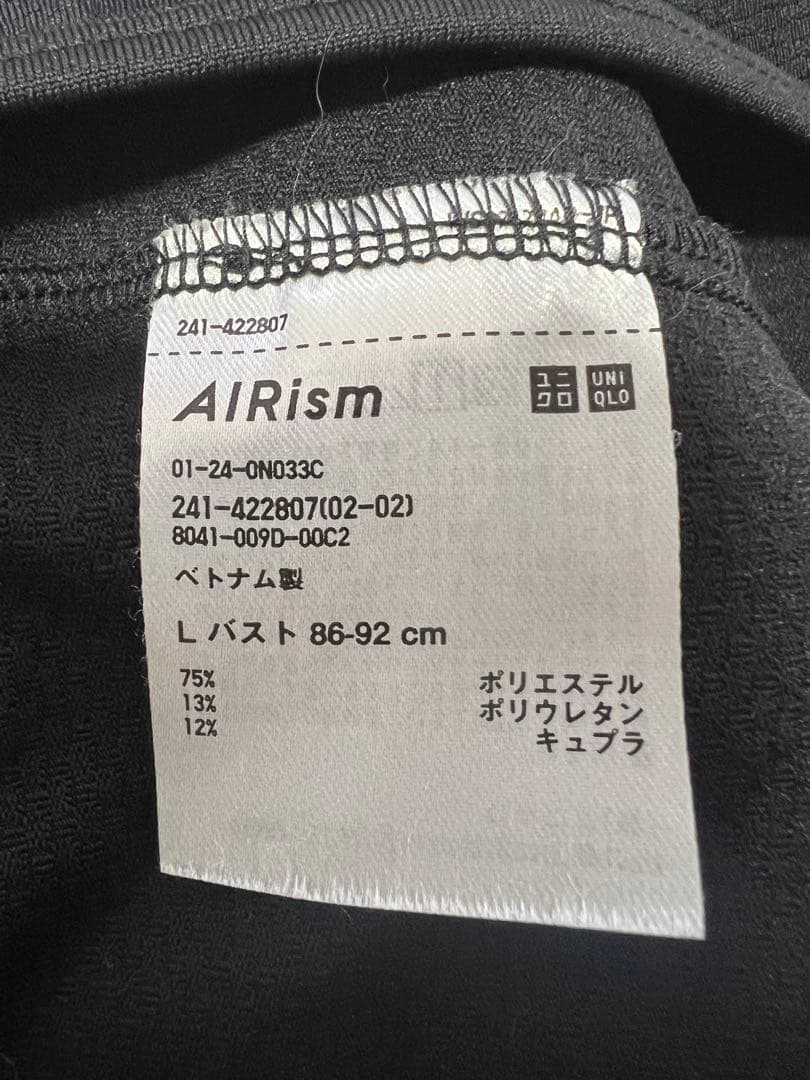 241-422807
AIRism
ユニクロ
UNIQLO
01-24-0N033C
241-422807(02-02)
8041-009D-00C2
ベトナム製
L バスト 86-92 cm
75% ポリエステル
13% ポリウレタン
12% キュプラ